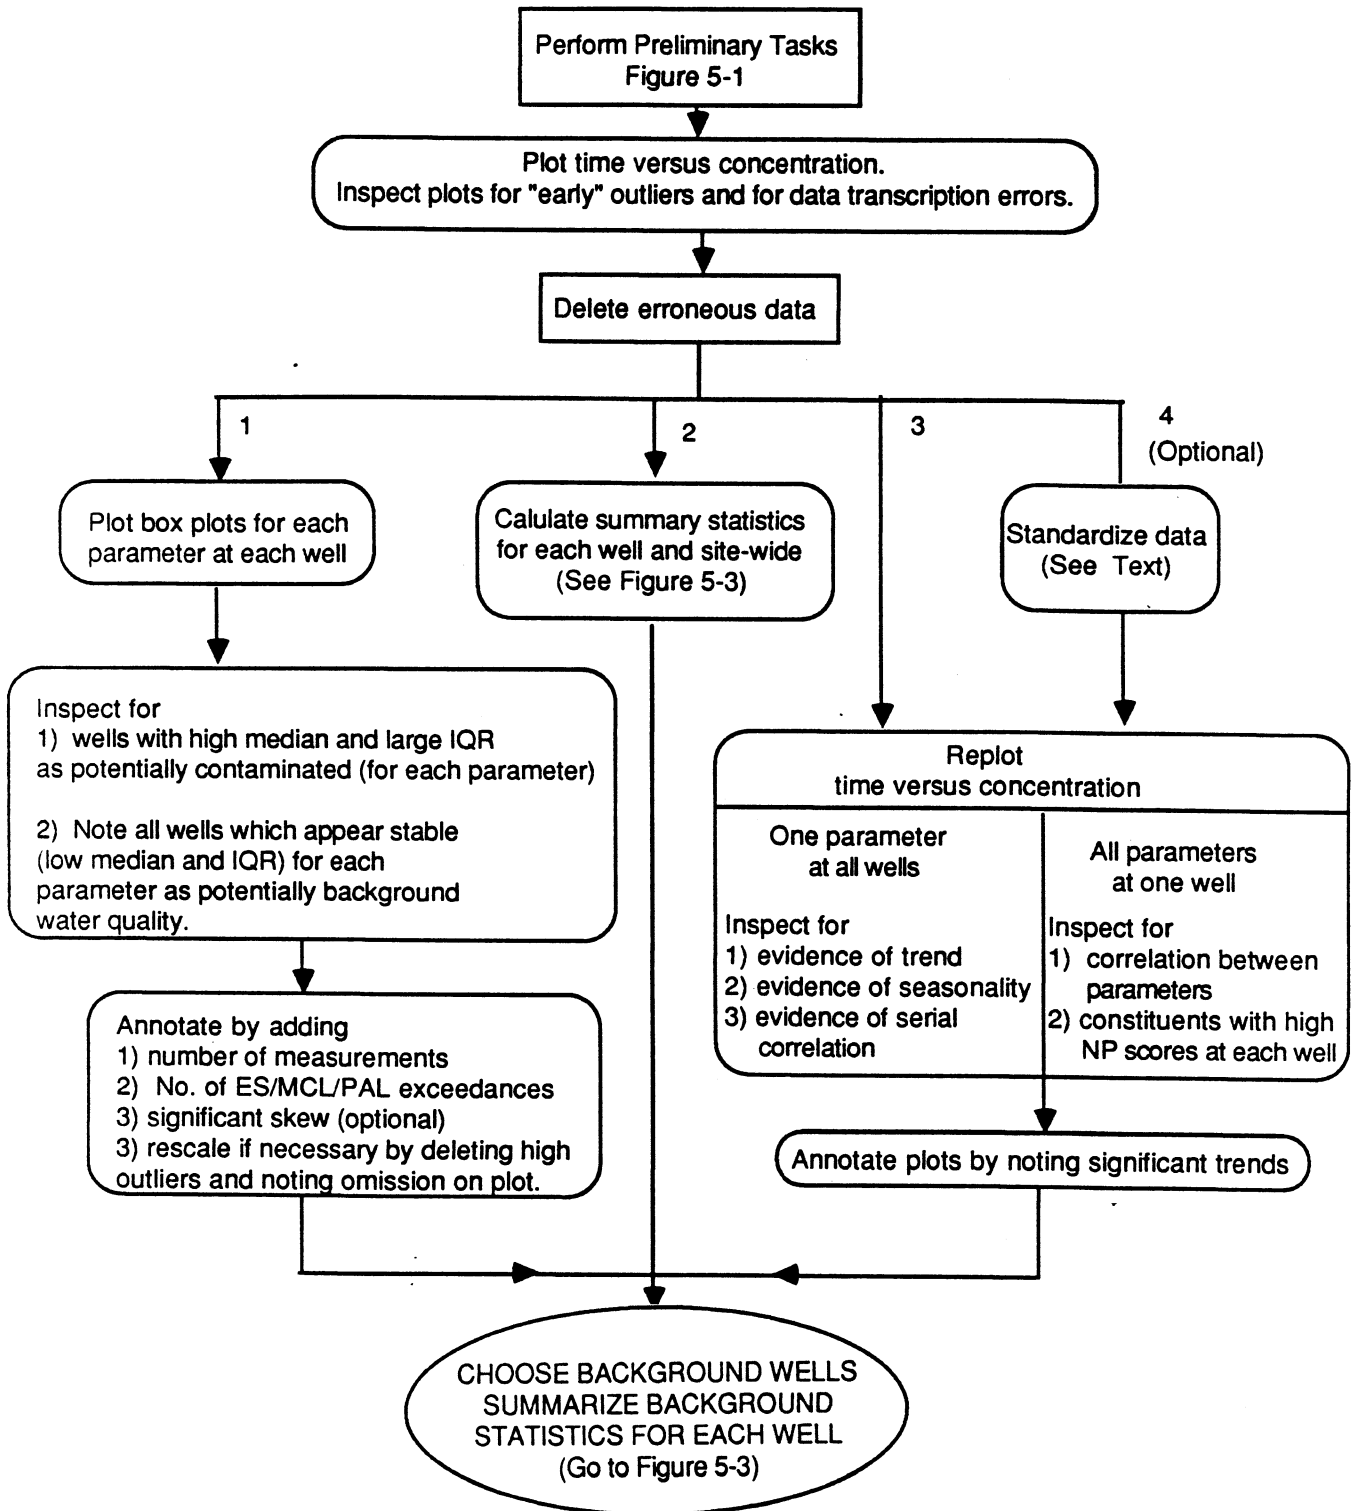 Perform Preliminary Tasks
Figure 5-1
Plot time versus concentration.
Inspect plots for "early" outliers and for data transcription errors.
Delete erroneous data
1
2
3
4
(Optional)
Plot box plots for each
parameter at each well
Calulate summary statistics
for each well and site-wide
(See Figure 5-3)
Standardize data
(See Text)
Inspect for
1) wells with high median and large IQR
as potentially contaminated (for each parameter)
2) Note all wells which appear stable
(low median and IQR) for each
parameter as potentially background
water quality.
Replot
time versus concentration
One parameter
at all wells
Inspect for
1) evidence of trend
2) evidence of seasonality
3) evidence of serial
correlation
All parameters
at one well
Inspect for
1) correlation between
parameters
2) constituents with high
NP scores at each well
Annotate by adding
1) number of measurements
2) No. of ES/MCL/PAL exceedances
3) significant skew (optional)
3) rescale if necessary by deleting high
outliers and noting omission on plot.
Annotate plots by noting significant trends
CHOOSE BACKGROUND WELLS
SUMMARIZE BACKGROUND
STATISTICS FOR EACH WELL
(Go to Figure 5-3)